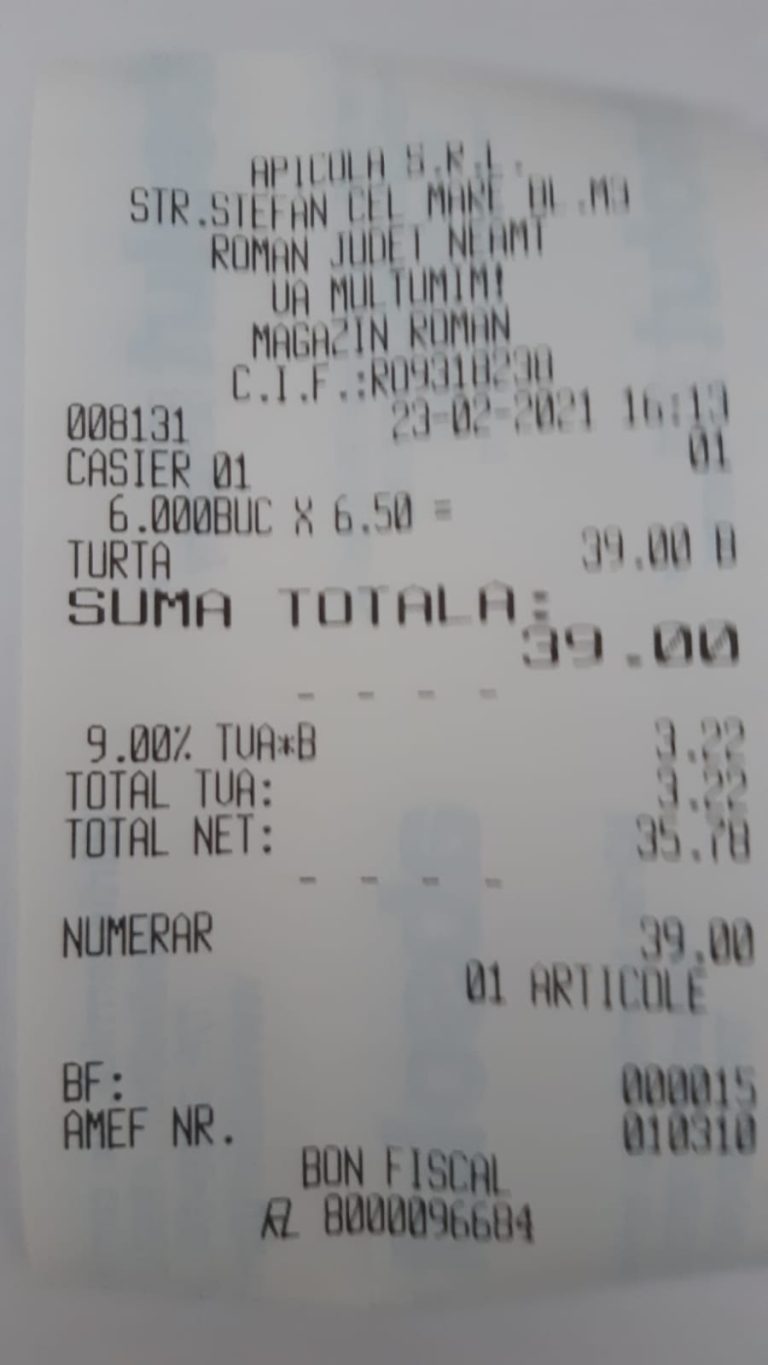 APICOLA S.R.L.
STR.STEFAN CEL MARE BL.M3
ROMAN JUDET NEAMT
VA MULTUMIM!
MAGAZIN ROMAN
C.I.F.:RO9318230
008131 23-02-2021 16:13
CASIER 01 01
6.000BUC X 6.50 =
TURTA 39.00 B
SUMA TOTALA:
39.00
- - - -
9.00% TVA*B 3.22
TOTAL TVA: 3.22
TOTAL NET: 35.78
- - - -
NUMERAR 39.00
01 ARTICOLE
BF: 000015
AMEF NR. 010310
BON FISCAL
8000096684